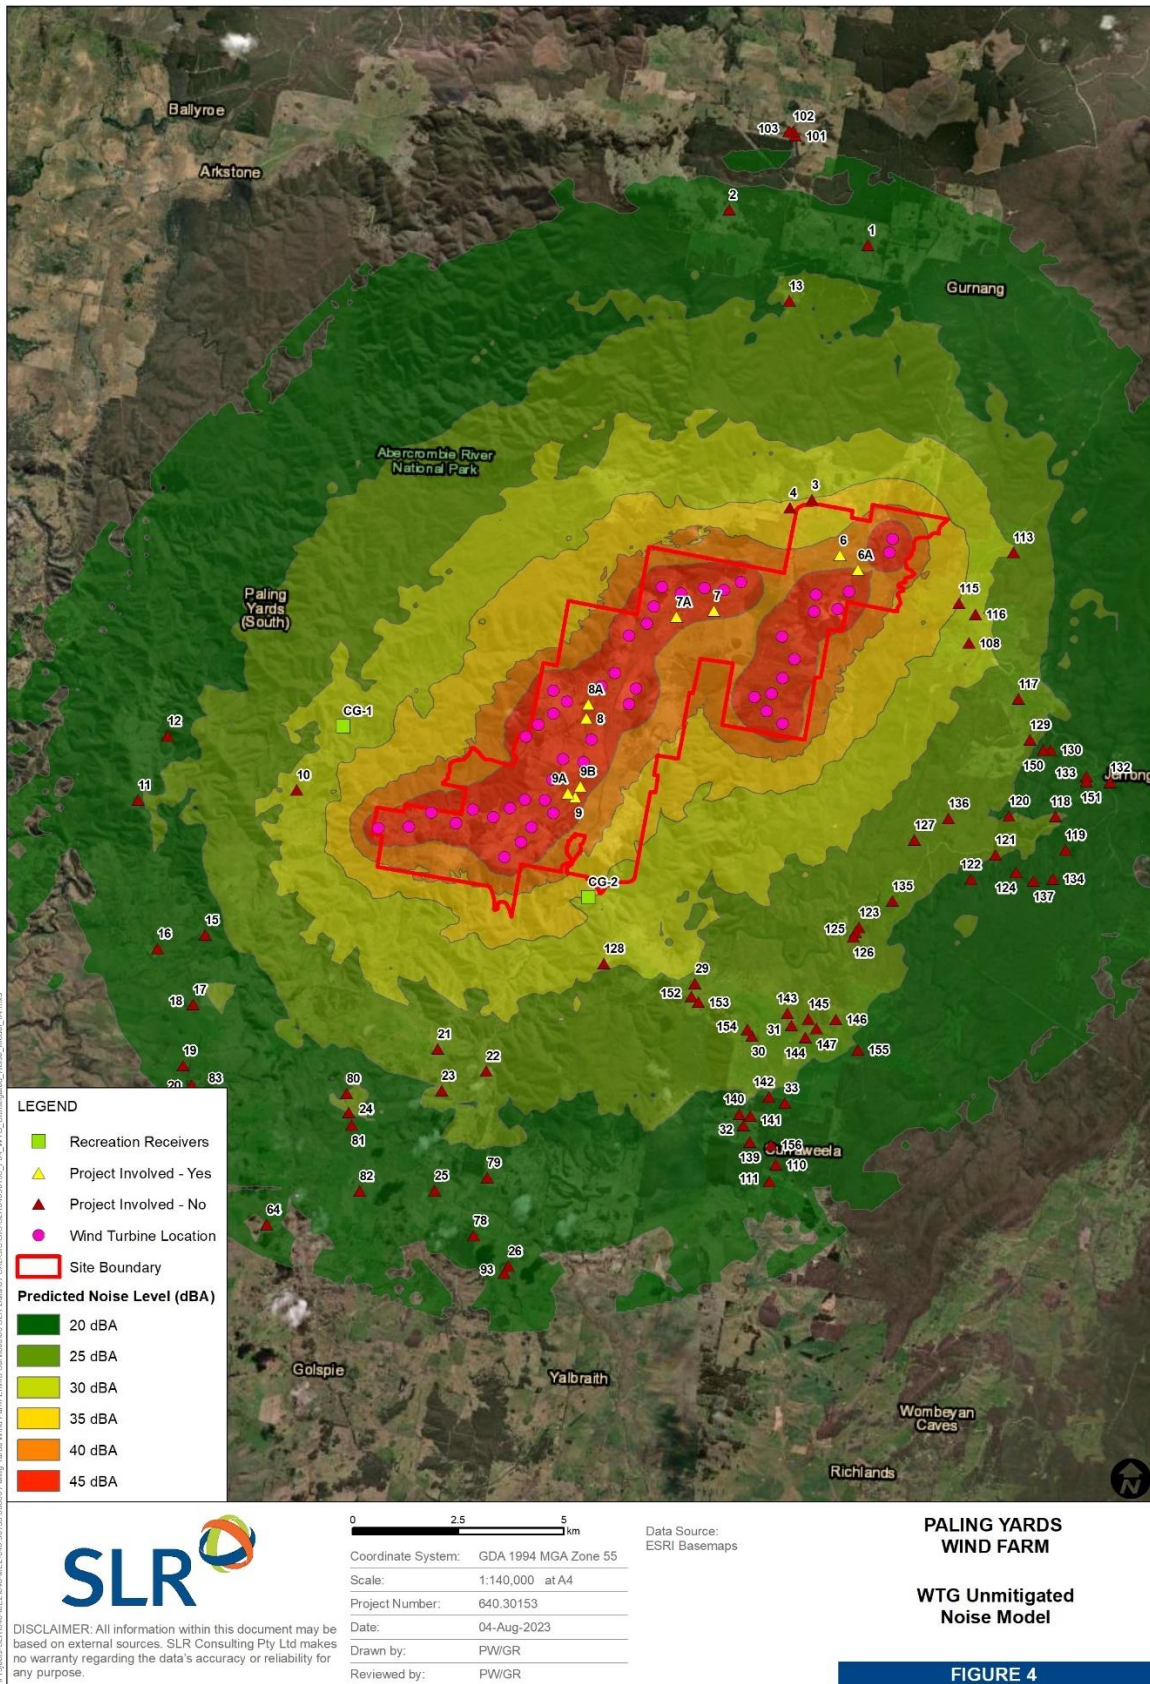 Ballyroe
Arkstone
102
103
101
2
1
Gurnang
13
Abercrombie River
National Park
4
3
6
6A
113
Paling
Yards
(South)
115
116
7A
7
108
8A
8
117
CG-1
12
129
130
150
133
132
Jerrong
151
10
11
9A
9B
9
136
120
118
127
121
119
122
124
137
134
CG-2
135
123
125
126
15
16
128
29
152
153
17
18
143
145
146
154
31
30
144
147
155
21
19
22
20
83
23
80
24
81
142
33
140
141
32
156
Curraweela
139
110
111
79
82
25
64
78
26
93
LEGEND
Recreation Receivers
Project Involved - Yes
Project Involved - No
Wind Turbine Location
Site Boundary
Predicted Noise Level (dBA)
20 dBA
25 dBA
30 dBA
35 dBA
40 dBA
45 dBA
Golspie
Yalbraith
Wombeyan
Caves
Richlands
N
SLR
DISCLAIMER: All information within this document may be
based on external sources. SLR Consulting Pty Ltd makes
no warranty regarding the data's accuracy or reliability for
any purpose.
0 2.5 5
km
Coordinate System: GDA 1994 MGA Zone 55
Scale: 1:140,000 at A4
Project Number: 640.30153
Date: 04-Aug-2023
Drawn by: PW/GR
Reviewed by: PW/GR
Data Source:
ESRI Basemaps
PALING YARDS
WIND FARM
WTG Unmitigated
Noise Model
FIGURE 4